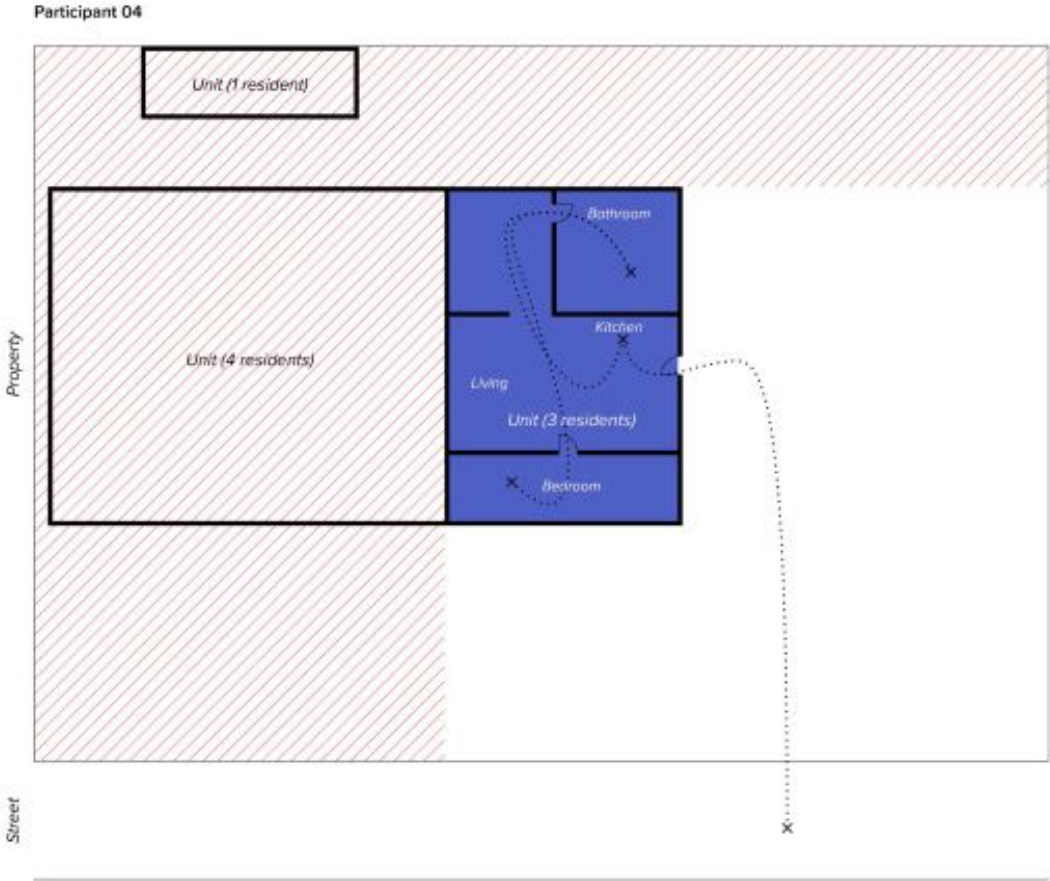 Participant 04
Unit (1 resident)
Bathroom
Kitchen
Property
Unit (4 residents)
Living
Unit (3 residents)
Bedroom
Street